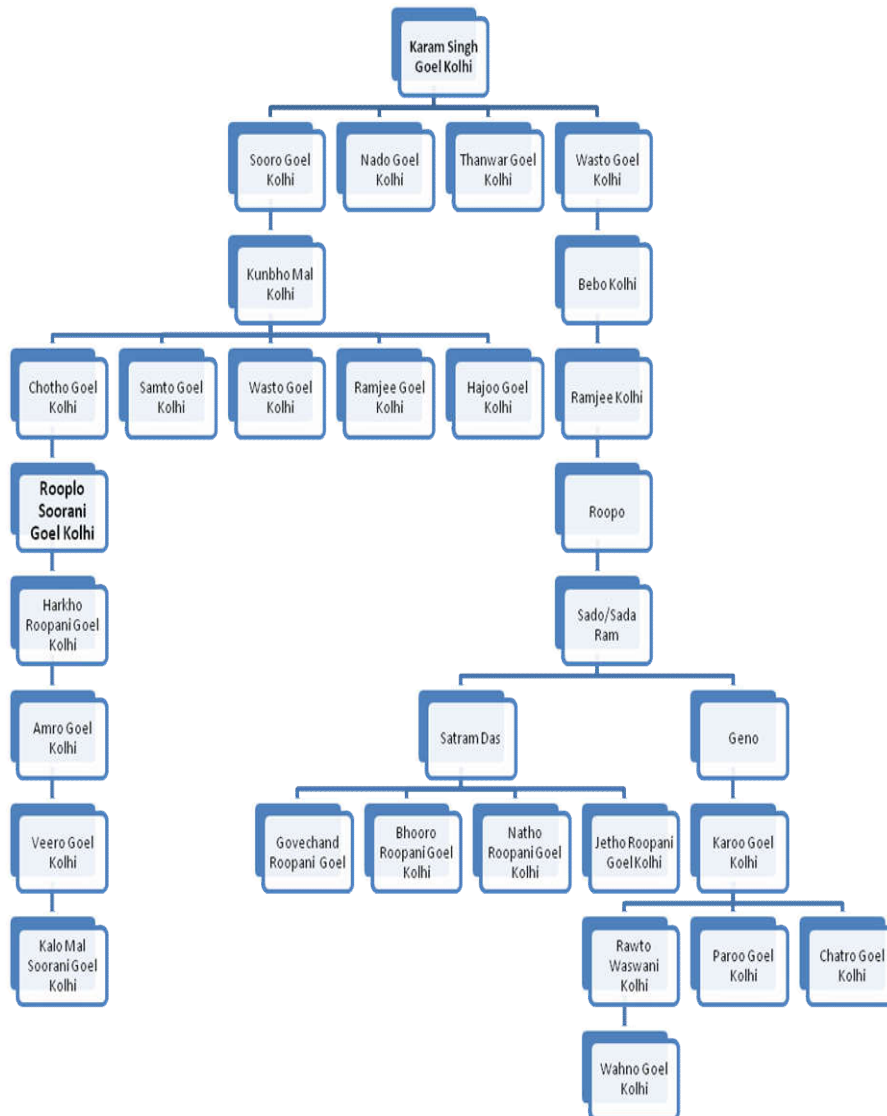 Karam Singh
Goel Kolhi
Sooro Goel
Kolhi
Nado Goel
Kolhi
Thanwar Goel
Kolhi
Wasto Goel
Kolhi
Kunbho Mal
Kolhi
Bebo Kolhi
Chotho Goel
Kolhi
Samto Goel
Kolhi
Wasto Goel
Kolhi
Ramjee Goel
Kolhi
Hajoo Goel
Kolhi
Ramjee Kolhi
Rooplo
Soorani
Goel Kolhi
Roopo
Harkho
Roopani Goel
Kolhi
Sado/Sada
Ram
Amro Goel
Kolhi
Satram Das
Geno
Veero Goel
Kolhi
Govechand
Roopani Goel
Bhooro
Roopani Goel
Kolhi
Natho
Roopani Goel
Kolhi
Jetho Roopani
Goel Kolhi
Karoo Goel
Kolhi
Kalo Mal
Soorani Goel
Kolhi
Rawto
Waswani
Kolhi
Paroo Goel
Kolhi
Chatro Goel
Kolhi
Wahno Goel
Kolhi